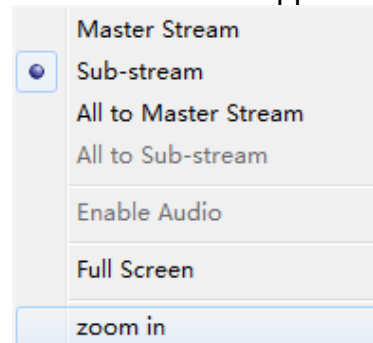 Master Stream
Sub-stream
All to Master Stream
All to Sub-stream
Enable Audio
Full Screen
zoom in